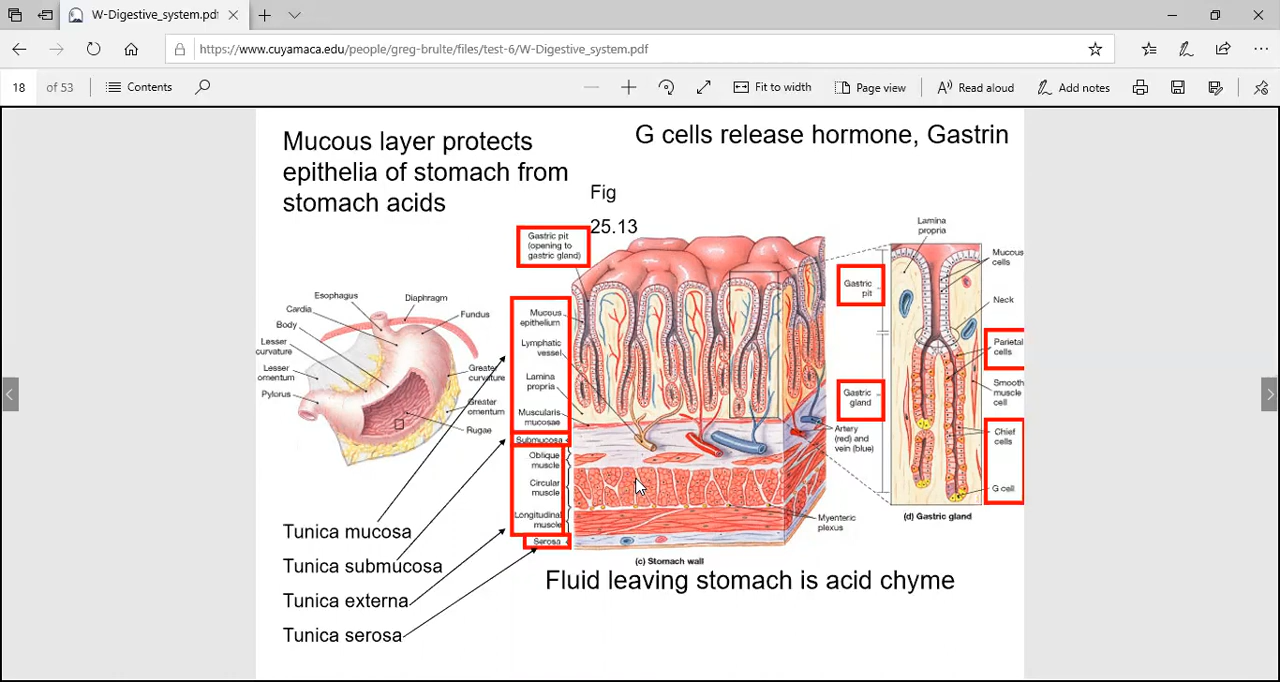 W-Digestive_system.pdf
https://www.cuyamaca.edu/people/greg-brulte/files/test-6/W-Digestive_system.pdf
18 of 53
Contents
Fit to width
Page view
Read aloud
Add notes
Mucous layer protects
epithelia of stomach from
stomach acids
G cells release hormone, Gastrin
Fig
25.13
Esophagus
Diaphragm
Cardia
Fundus
Body
Lesser
curvature
Lesser
omentum
Pylorus
Greater
curvature
Greater
omentum
Rugae
Gastric pit
(opening to
gastric gland)
Mucous
epithelium
Lymphatic
vessel
Lamina
propria
Muscularis
mucosae
Submucosa
Oblique
muscle
Circular
muscle
Longitudinal
muscle
Serosa
Artery
(red) and
vein (blue)
Myenteric
plexus
(c) Stomach wall
Lamina
propria
Gastric
pit
Mucous
cells
Neck
Parietal
cells
Gastric
gland
Smooth
muscle
cell
Chief
cells
G cell
(d) Gastric gland
Tunica mucosa
Tunica submucosa
Tunica externa
Tunica serosa
Fluid leaving stomach is acid chyme